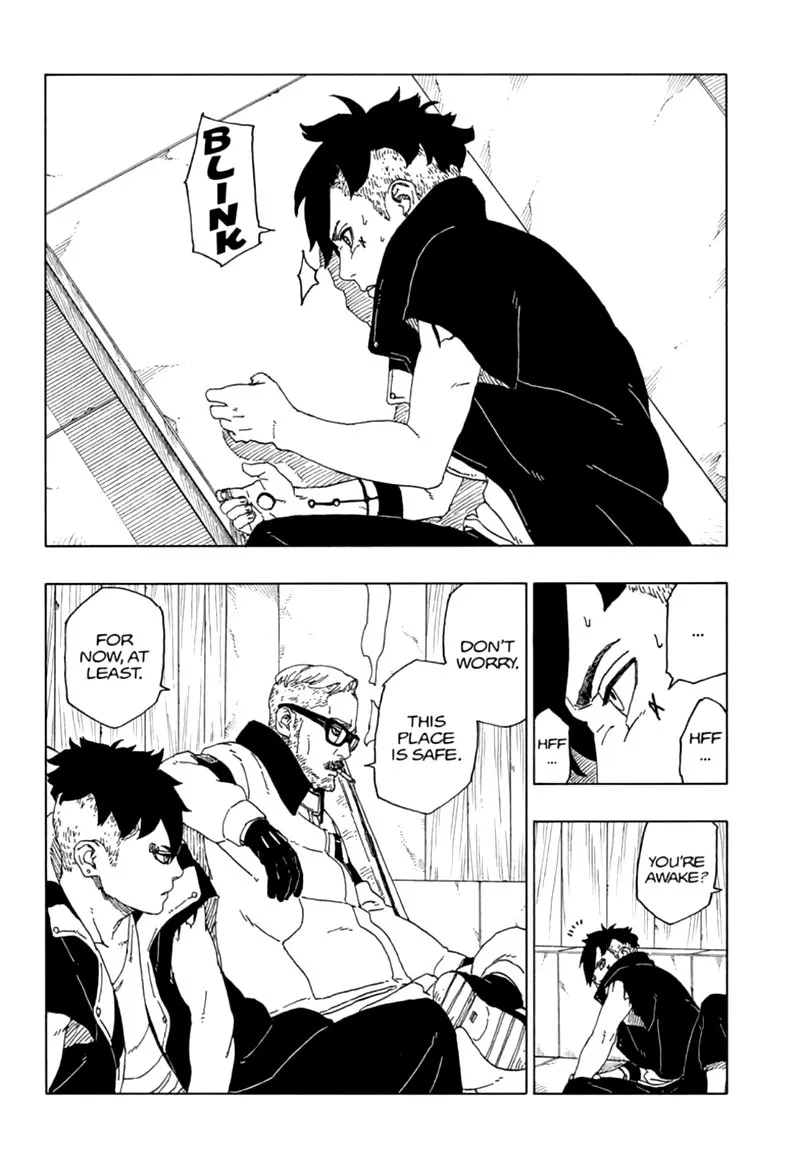 BLINK
...
HFF
...
HFF
...
YOU'RE
AWAKE?
DON'T
WORRY.
THIS
PLACE
IS SAFE.
FOR
NOW, AT
LEAST.